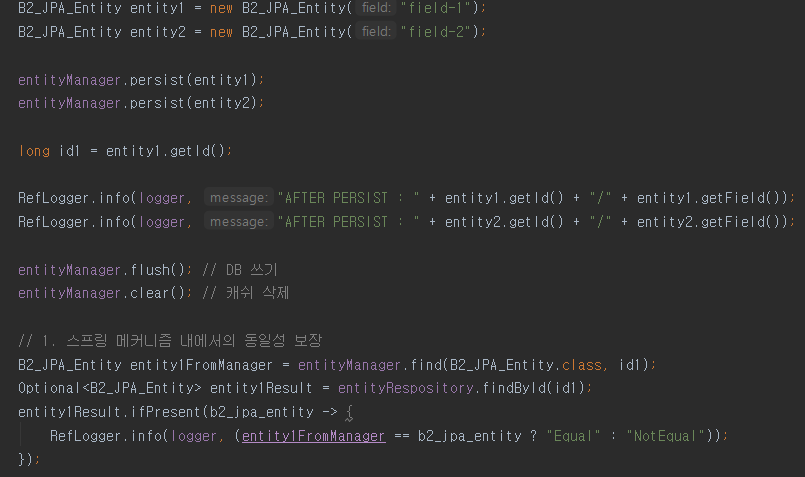 B2_JPA_Entity entity1 = new B2_JPA_Entity( field: "field-1");
B2_JPA_Entity entity2 = new B2_JPA_Entity( field: "field-2");
entityManager.persist(entity1);
entityManager.persist(entity2);
long id1 = entity1.getId();
RefLogger.info(logger, message: "AFTER PERSIST : " + entity1.getId() + "/" + entity1.getField());
RefLogger.info(logger, message: "AFTER PERSIST : " + entity2.getId() + "/" + entity2.getField());
entityManager.flush(); // DB 쓰기
entityManager.clear(); // 캐쉬 삭제
// 1. 스프링 메커니즘 내에서의 동일성 보장
B2_JPA_Entity entity1FromManager = entityManager.find(B2_JPA_Entity.class, id1);
Optional<B2_JPA_Entity> entity1Result = entityRespository.findById(id1);
entity1Result.ifPresent(b2_jpa_entity -> {
RefLogger.info(logger, (entity1FromManager == b2_jpa_entity ? "Equal" : "NotEqual"));
});